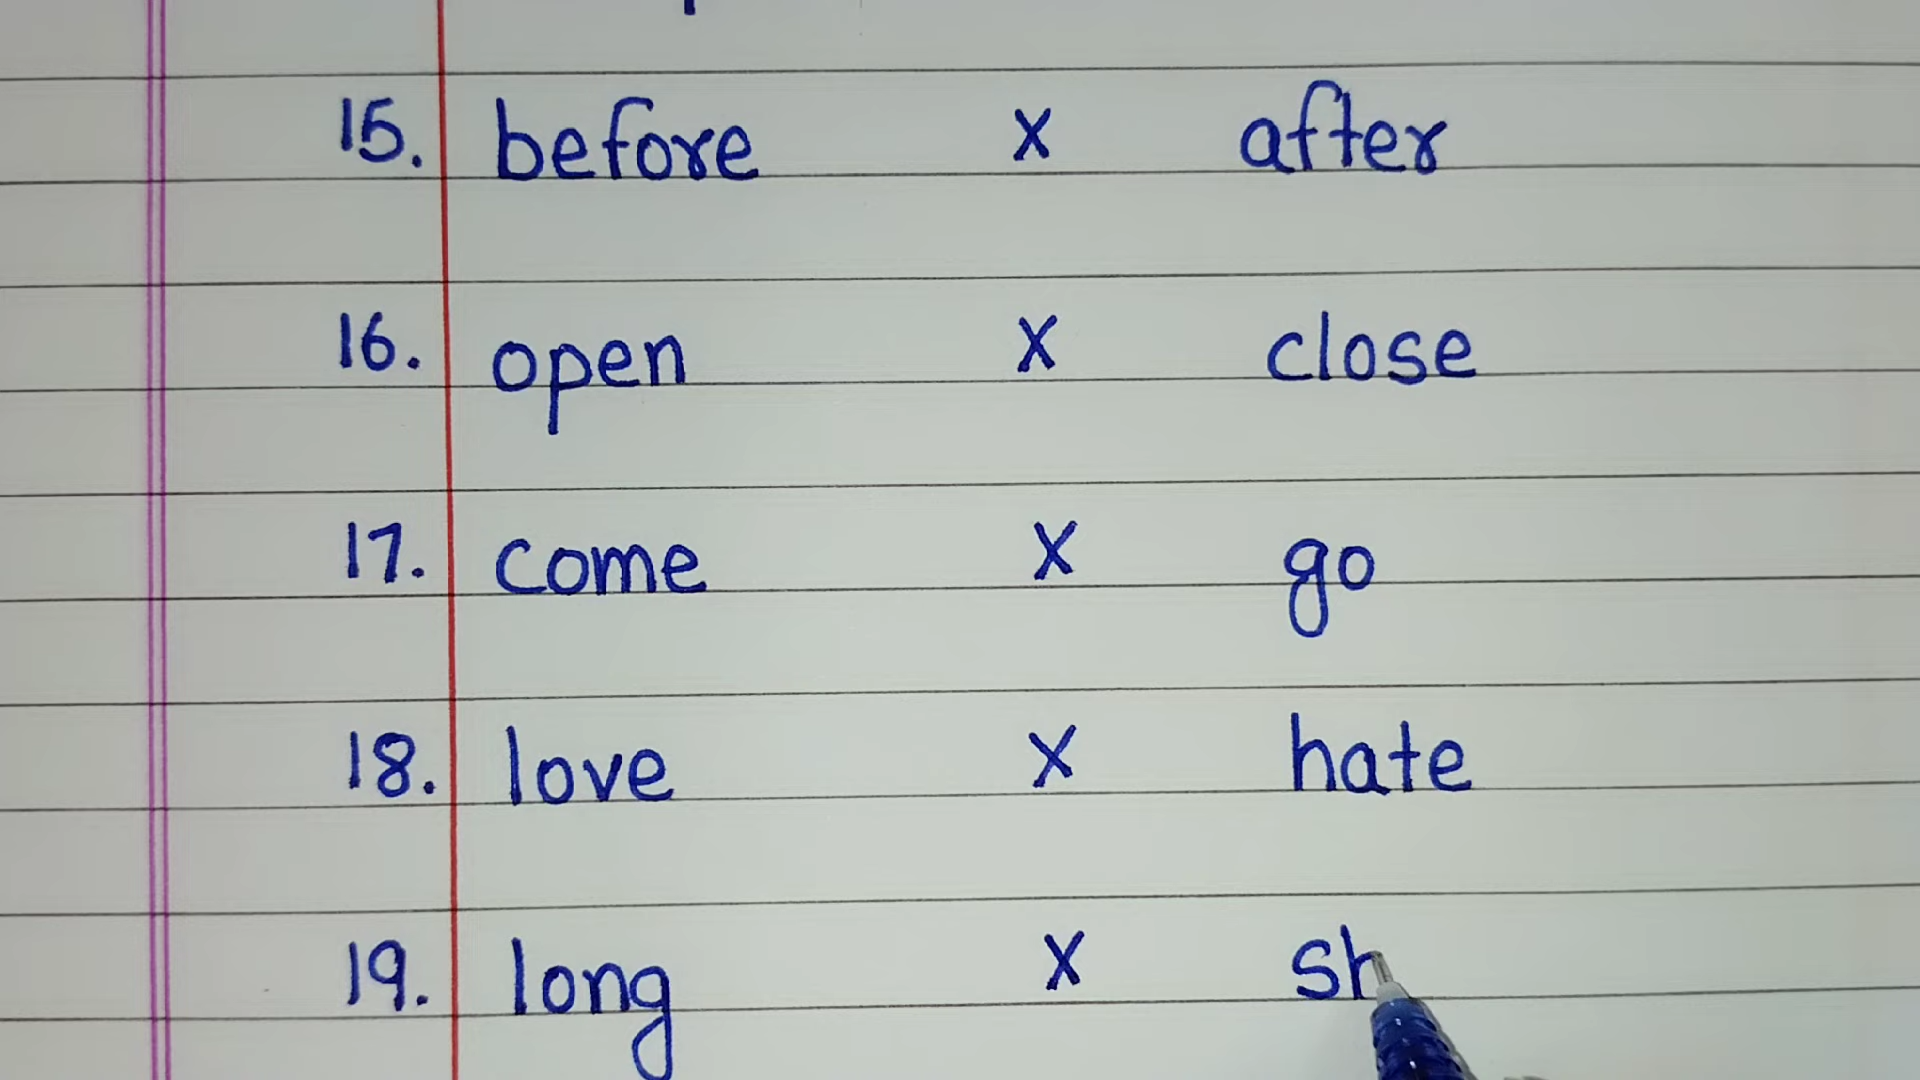 15. before x after
16. open x close
17. come x go
18. love x hate
19. long x sh